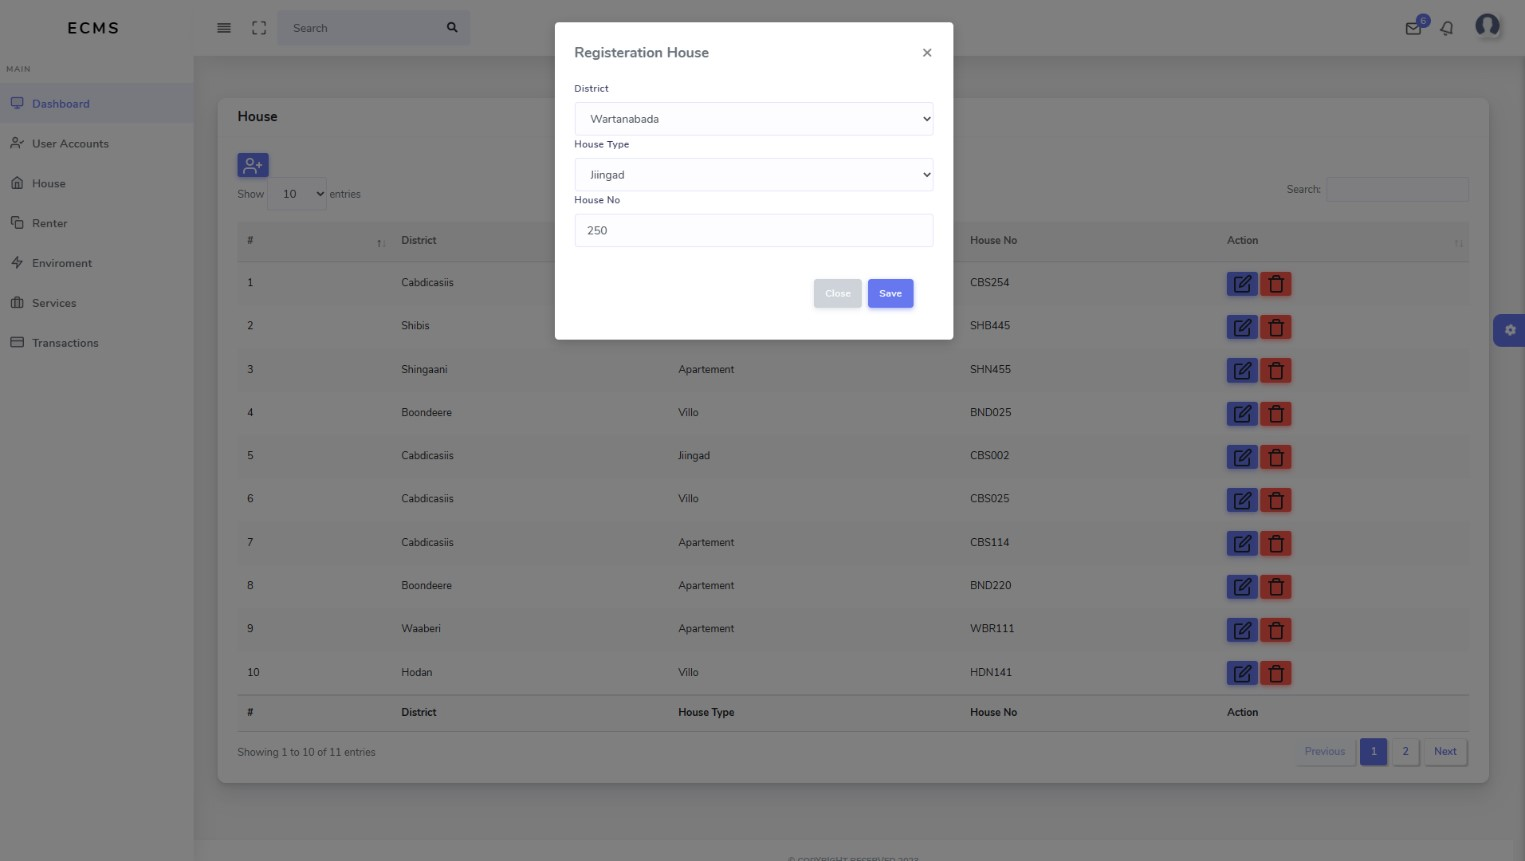 ECMS
Search
6
MAIN
Dashboard
User Accounts
House
Renter
Enviroment
Services
Transactions
Registeration House
×
District
Wartanabada
House Type
Jiingad
House No
250
Close Save
House
Show 10 entries
Search:
# District House No Action
1 Cabdicasiis CBS254
2 Shibis SHB445
3 Shingaani Apartement SHN455
4 Boondeere Villo BND025
5 Cabdicasiis Jiingad CBS002
6 Cabdicasiis Villo CBS025
7 Cabdicasiis Apartement CBS114
8 Boondeere Apartement BND220
9 Waaberi Apartement WBR111
10 Hodan Villo HDN141
# District House Type House No Action
Showing 1 to 10 of 11 entries
Previous 1 2 Next